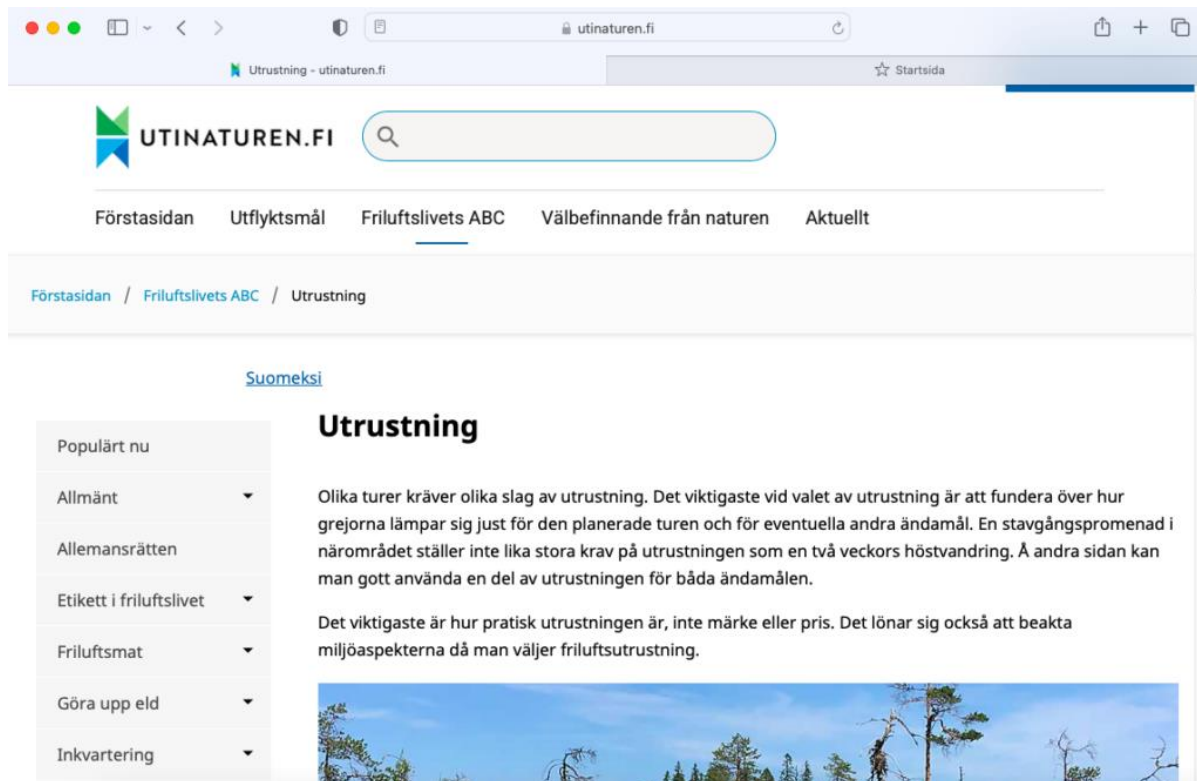 utinaturen.fi
Utrustning – utinaturen.fi
Startsida
UTINATUREN.FI
Förstasidan Utflyktsmål Friluftslivets ABC Välbefinnande från naturen Aktuellt
Förstasidan / Friluftslivets ABC / Utrustning
Suomeksi
Populärt nu
Allmänt
Allemansrätten
Etikett i friluftslivet
Friluftsmat
Göra upp eld
Inkvartering
Utrustning
Olika turer kräver olika slag av utrustning. Det viktigaste vid valet av utrustning är att fundera över hur
grejorna lämpar sig just för den planerade turen och för eventuella andra ändamål. En stavgångspromenad i
närområdet ställer inte lika stora krav på utrustningen som en två veckors höstvandring. Å andra sidan kan
man gott använda en del av utrustningen för båda ändamålen.
Det viktigaste är hur pratisk utrustningen är, inte märke eller pris. Det lönar sig också att beakta
miljöaspekterna då man väljer friluftsutrustning.